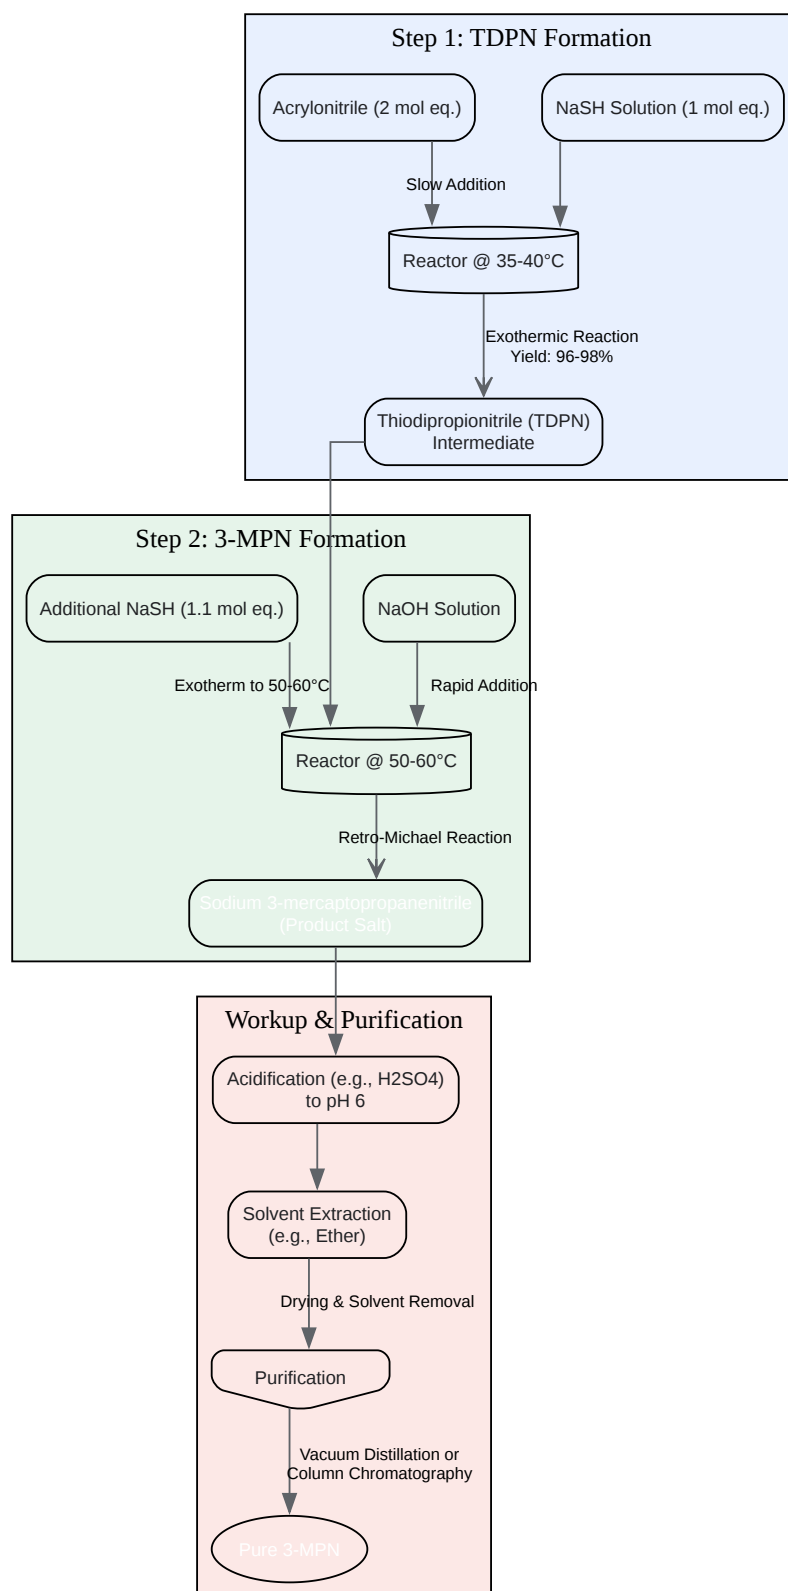 Step 1: TDPN Formation
Acrylonitrile (2 mol eq.)
NaSH Solution (1 mol eq.)
Slow Addition
Reactor @ 35-40°C
Exothermic Reaction
Yield: 96-98%
Thiodipropionitrile (TDPN)
Intermediate
Step 2: 3-MPN Formation
Additional NaSH (1.1 mol eq.)
NaOH Solution
Exotherm to 50-60°C
Rapid Addition
Reactor @ 50-60°C
Retro-Michael Reaction
Sodium 3-mercaptopropanenitrile
(Product Salt)
Workup & Purification
Acidification (e.g., H2SO4)
to pH 6
Solvent Extraction
(e.g., Ether)
Drying & Solvent Removal
Purification
Vacuum Distillation or
Column Chromatography
Pure 3-MPN